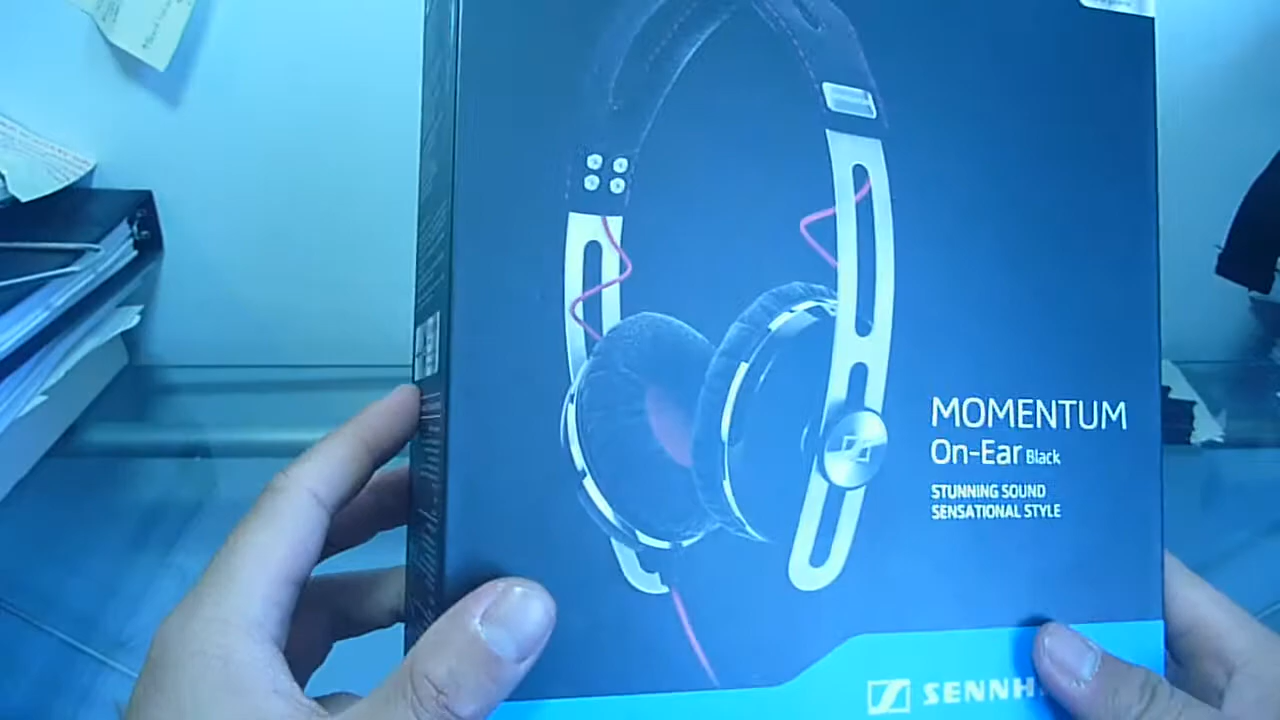 MOMENTUM
On-Ear Black
STUNNING SOUND
SENSATIONAL STYLE
SENNH